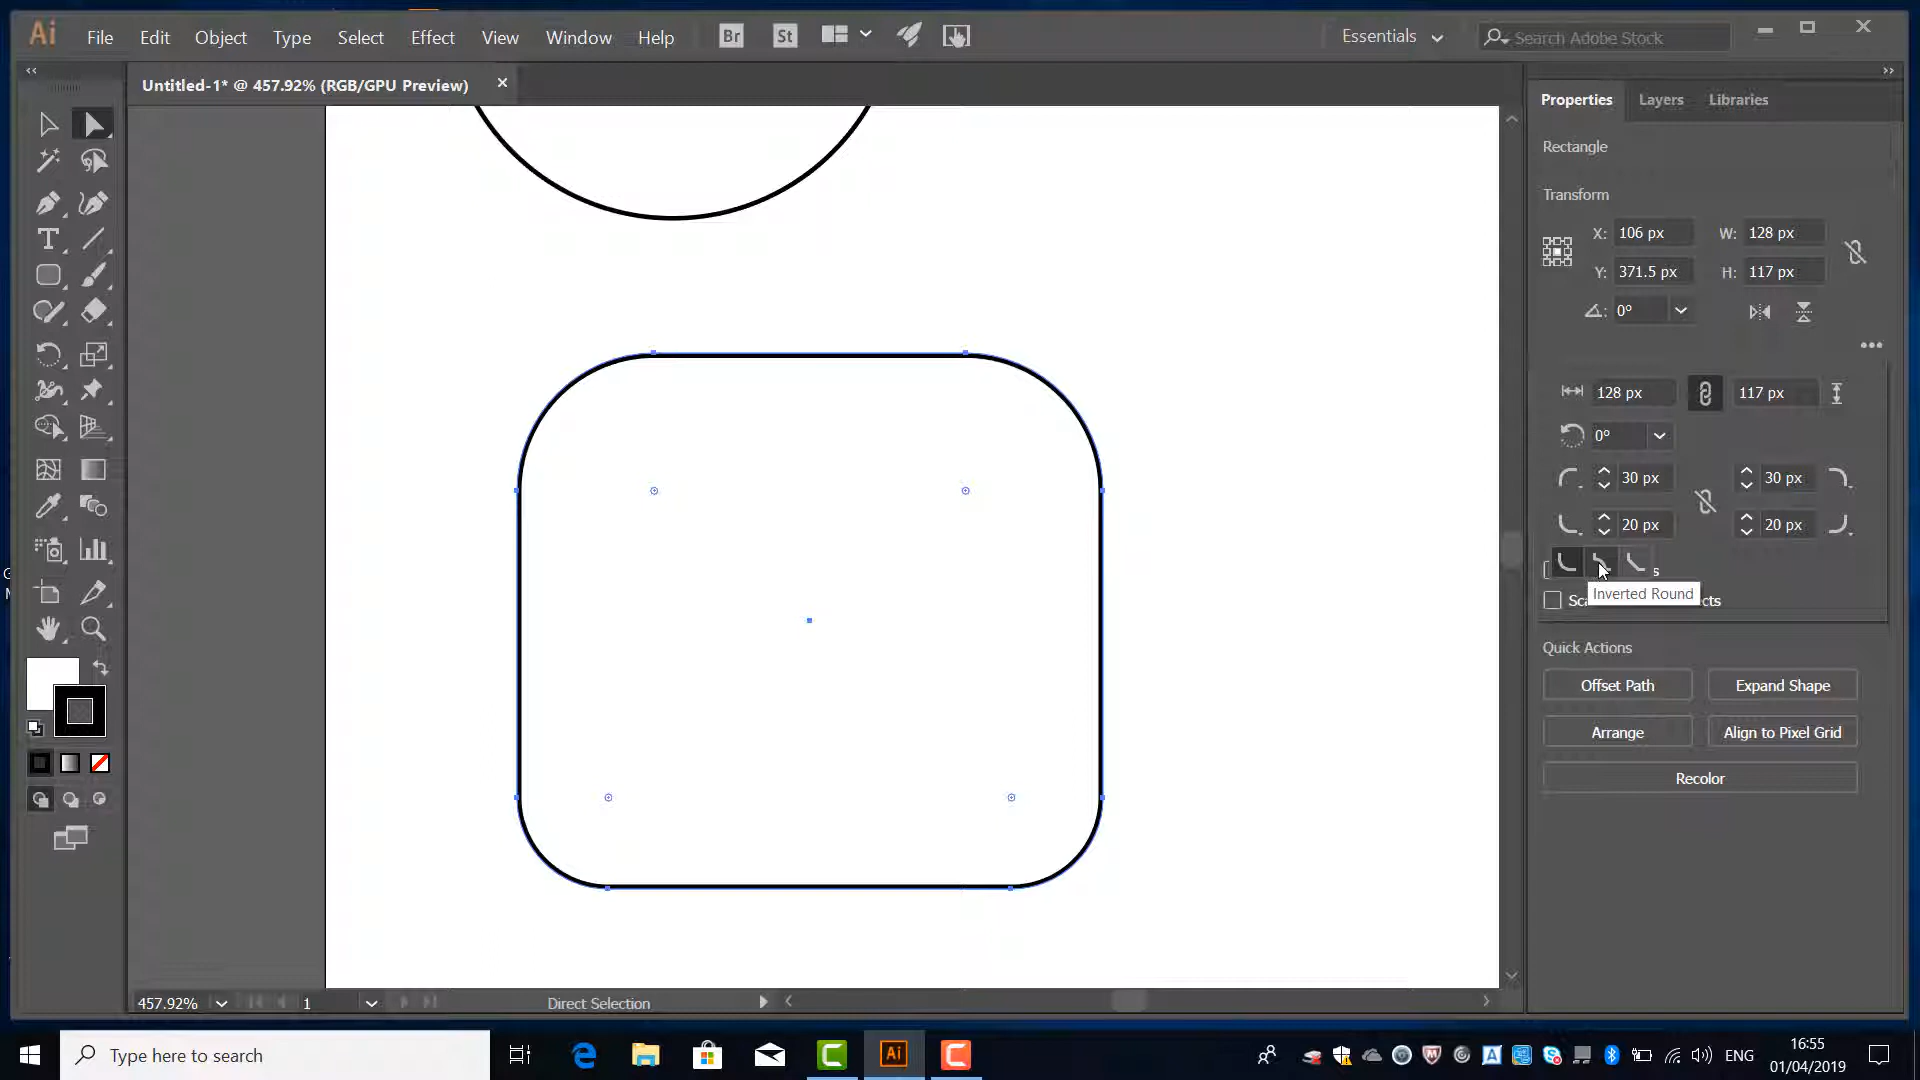 Ai File Edit Object Type Select Effect View Window Help Br St Essentials Search Adobe Stock
Untitled-1* @ 457.92% (RGB/GPU Preview)
Properties Layers Libraries
Rectangle
Transform
X: 106 px W: 128 px
Y: 371.5 px H: 117 px
0°
128 px 117 px
0°
30 px 30 px
20 px 20 px
s
Inverted Round
Sca cts
Quick Actions
Offset Path Expand Shape
Arrange Align to Pixel Grid
Recolor
T
457.92% 1 Direct Selection
Type here to search
Ai
ENG
16:55
01/04/2019